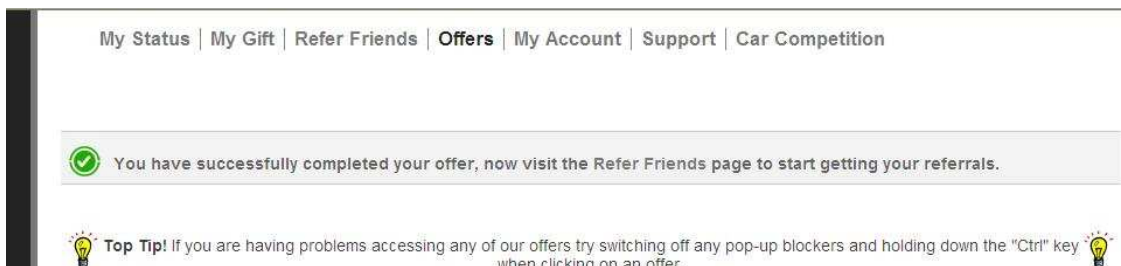 My Status | My Gift | Refer Friends | Offers | My Account | Support | Car Competition
You have successfully completed your offer, now visit the Refer Friends page to start getting your referrals.
Top Tip! If you are having problems accessing any of our offers try switching off any pop-up blockers and holding down the "Ctrl" key
when clicking on an offer